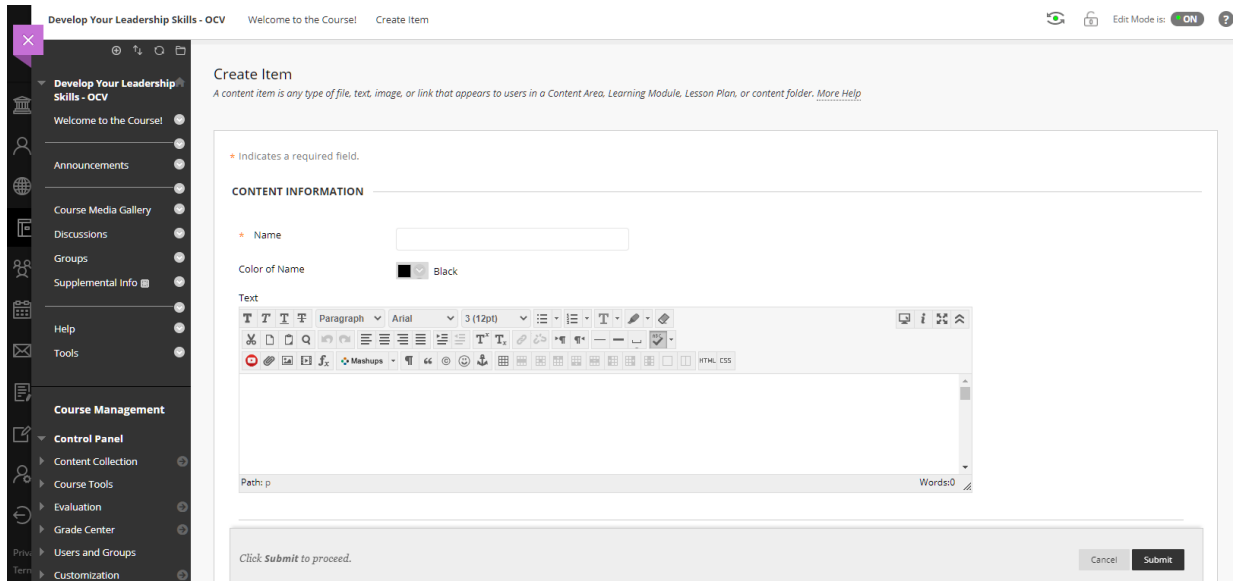 Develop Your Leadership Skills - OCV Welcome to the Course! Create Item
Edit Mode is: ON ?
Develop Your Leadership
Skills - OCV
Welcome to the Course!
Announcements
Course Media Gallery
Discussions
Groups
Supplemental Info
Help
Tools
Course Management
Control Panel
Content Collection
Course Tools
Evaluation
Grade Center
Users and Groups
Customization
Create Item
A content item is any type of file, text, image, or link that appears to users in a Content Area, Learning Module, Lesson Plan, or content folder. More Help
* Indicates a required field.
CONTENT INFORMATION
* Name
Color of Name Black
Text
T T T T Paragraph Arial 3 (12pt) T
Tx Tx
fx Mashups HTML CSS
Path: p Words:0
Click Submit to proceed. Cancel Submit